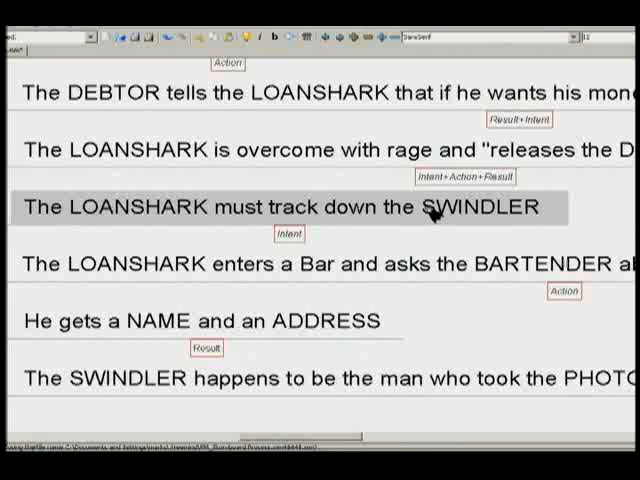 SansSerif 12
Action
The DEBTOR tells the LOANSHARK that if he wants his mone
Result+Intent
The LOANSHARK is overcome with rage and "releases the D
Intent+Action+Result
The LOANSHARK must track down the SWINDLER
Intent
The LOANSHARK enters a Bar and asks the BARTENDER a
Action
He gets a NAME and an ADDRESS
Result
The SWINDLER happens to be the man who took the PHOTO